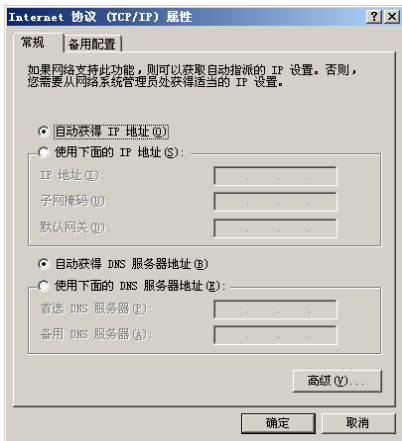 Internet 协议 (TCP/IP) 属性
常规 备用配置
如果网络支持此功能,则可以获取自动指派的 IP 设置。否则,
您需要从网络系统管理员处获得适当的 IP 设置。
自动获得 IP 地址(O)
使用下面的 IP 地址(S):
IP 地址(I):
子网掩码(U):
默认网关(D):
自动获得 DNS 服务器地址(B)
使用下面的 DNS 服务器地址(E):
首选 DNS 服务器(P):
备用 DNS 服务器(A):
高级(V)...
确定 取消